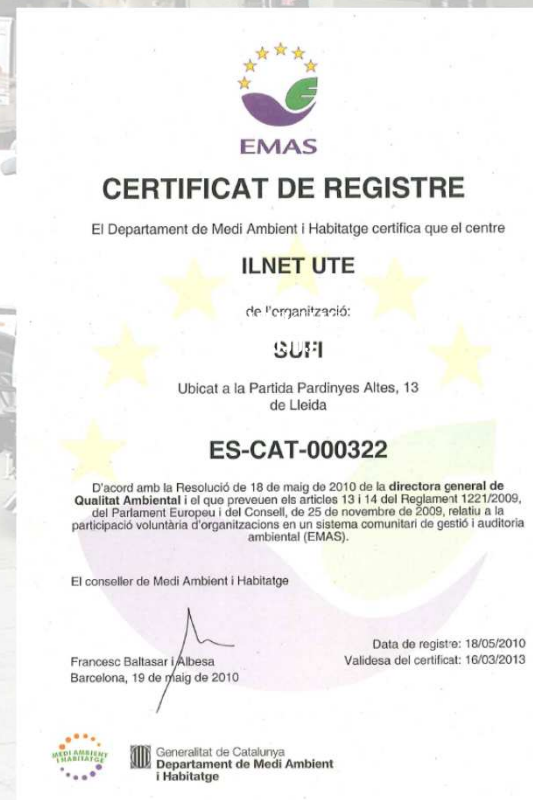 EMAS
CERTIFICAT DE REGISTRE
El Departament de Medi Ambient i Habitatge certifica que el centre
ILNET UTE
de l'organització:
SUFI
Ubicat a la Partida Pardinyes Altes, 13
de Lleida
ES-CAT-000322
D'acord amb la Resolució de 18 de maig de 2010 de la directora general de
Qualitat Ambiental i el que preveuen els articles 13 i 14 del Reglament 1221/2009,
del Parlament Europeu i del Consell, de 25 de novembre de 2009, relatiu a la
participació voluntària d'organitzacions en un sistema comunitari de gestió i auditoria
ambiental (EMAS).
El conseller de Medi Ambient i Habitatge
Francesc Baltasar i Albesa
Barcelona, 19 de maig de 2010
Data de registre: 18/05/2010
Validesa del certificat: 16/03/2013
MEDI AMBIENT
I HABITATGE
Generalitat de Catalunya
Departament de Medi Ambient
i Habitatge